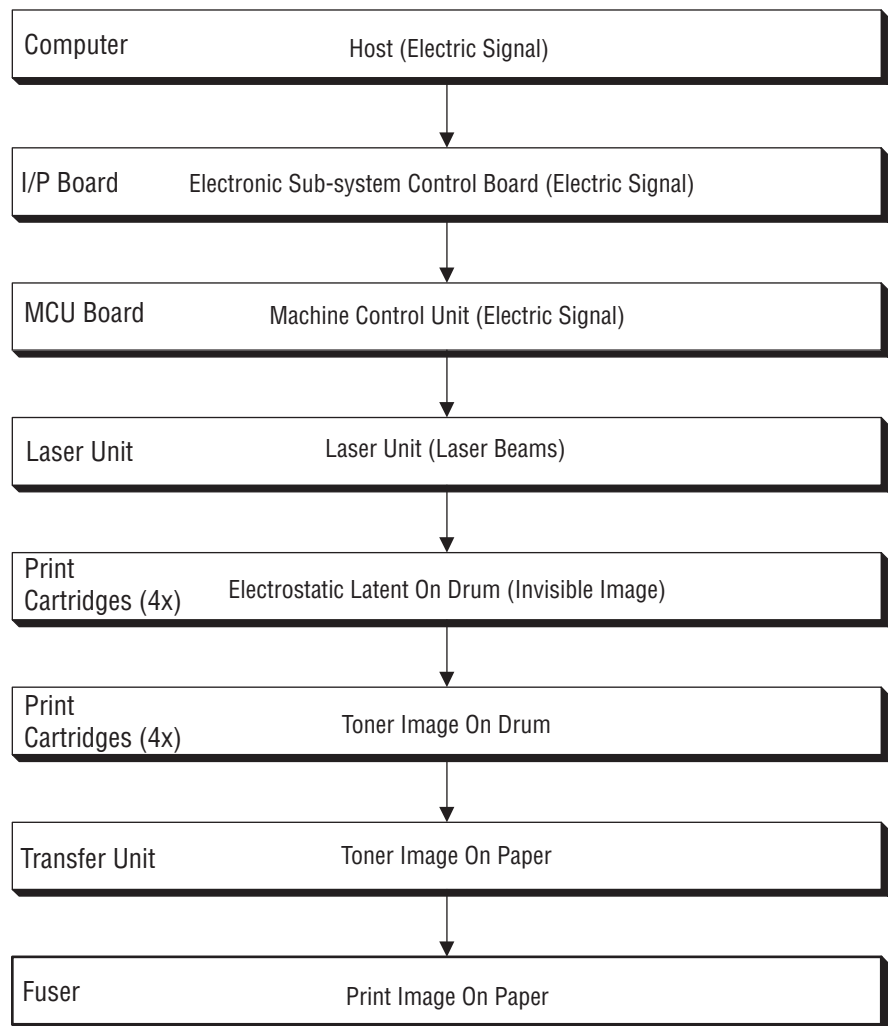 Computer
Host (Electric Signal)
I/P Board
Electronic Sub-system Control Board (Electric Signal)
MCU Board
Machine Control Unit (Electric Signal)
Laser Unit
Laser Unit (Laser Beams)
Print
Cartridges (4x)
Electrostatic Latent On Drum (Invisible Image)
Print
Cartridges (4x)
Toner Image On Drum
Transfer Unit
Toner Image On Paper
Fuser
Print Image On Paper